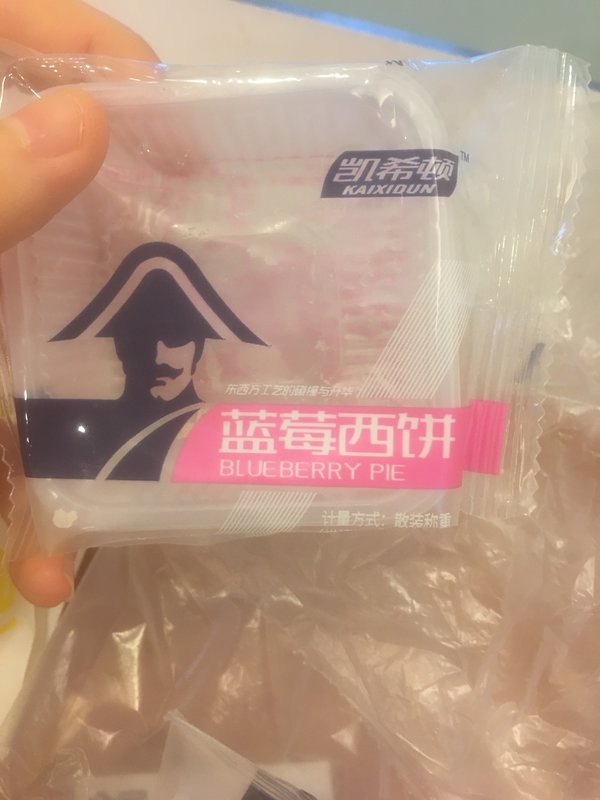 凯希顿 TM
KAIXIDUN
东西方工艺的碰撞与升华
蓝莓西饼
BLUEBERRY PIE
计量方式：散装称重